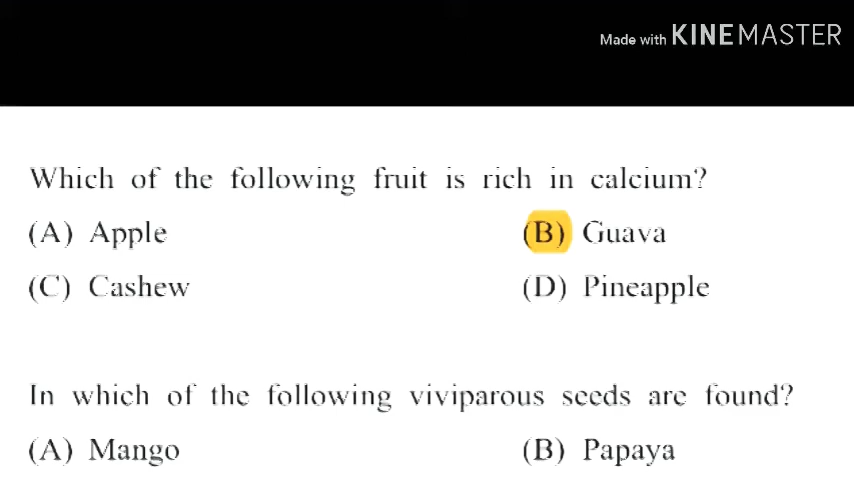 Made with KINEMASTER
Which of the following fruit is rich in calcium?
(A) Apple (B) Guava
(C) Cashew (D) Pineapple
In which of the following viviparous seeds are found?
(A) Mango (B) Papaya